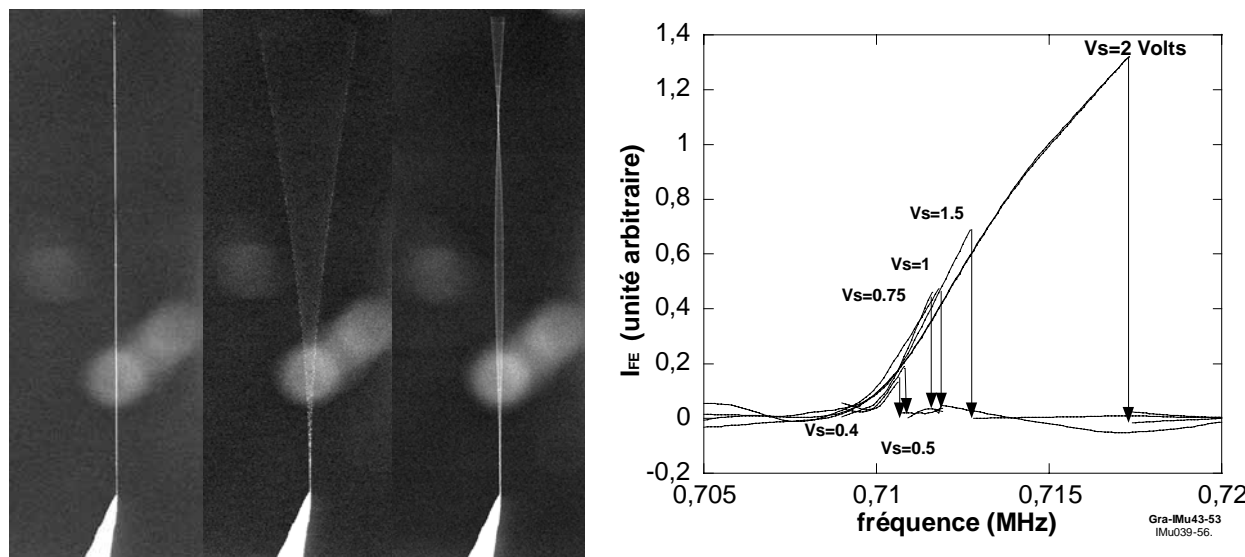 1,4
1,2
1
0,8
0,6
0,4
0,2
0
-0,2
I_FE (unité arbitraire)
Vs=2 Volts
Vs=1.5
Vs=1
Vs=0.75
Vs=0.4
Vs=0.5
0,705
0,71
0,715
0,72
fréquence (MHz)
Gra-IMu43-53
IMu039-56.